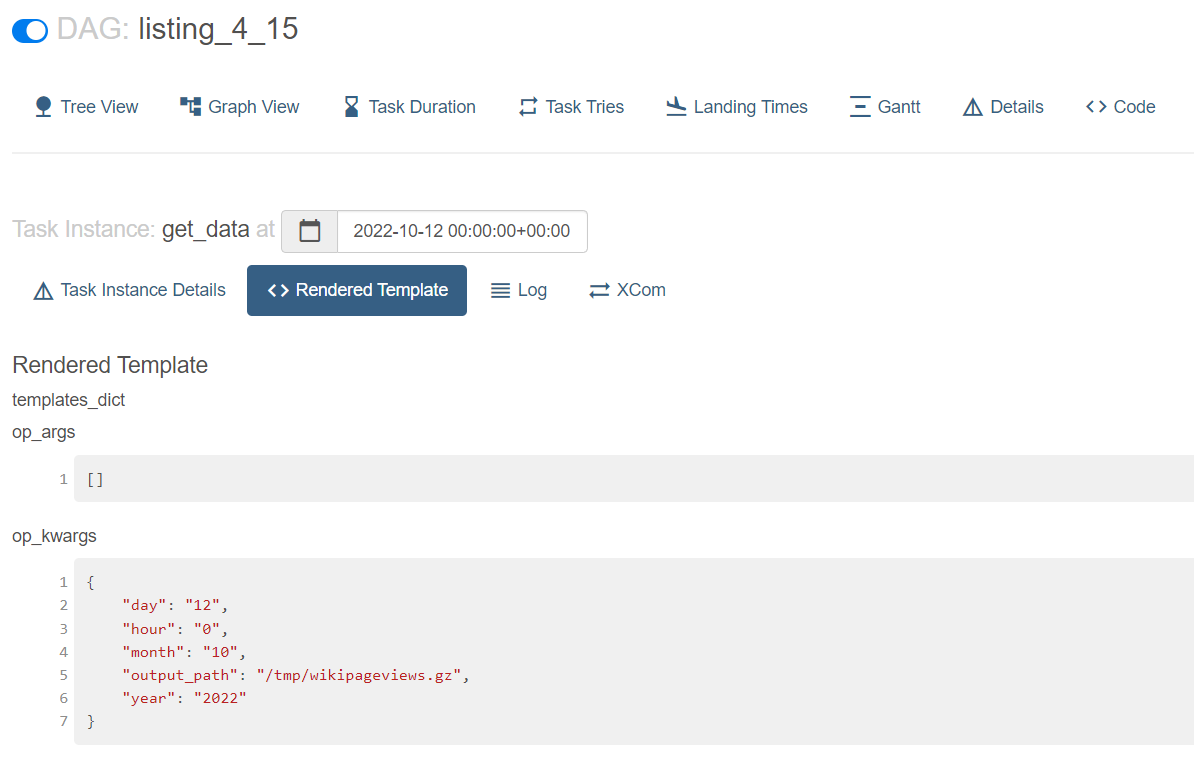 DAG: listing_4_15
Tree View Graph View Task Duration Task Tries Landing Times Gantt Details Code
Task Instance: get_data at 2022-10-12 00:00:00+00:00
Task Instance Details Rendered Template Log XCom
Rendered Template
templates_dict
op_args
1 []
op_kwargs
1 {
2 "day": "12",
3 "hour": "0",
4 "month": "10",
5 "output_path": "/tmp/wikipageviews.gz",
6 "year": "2022"
7 }